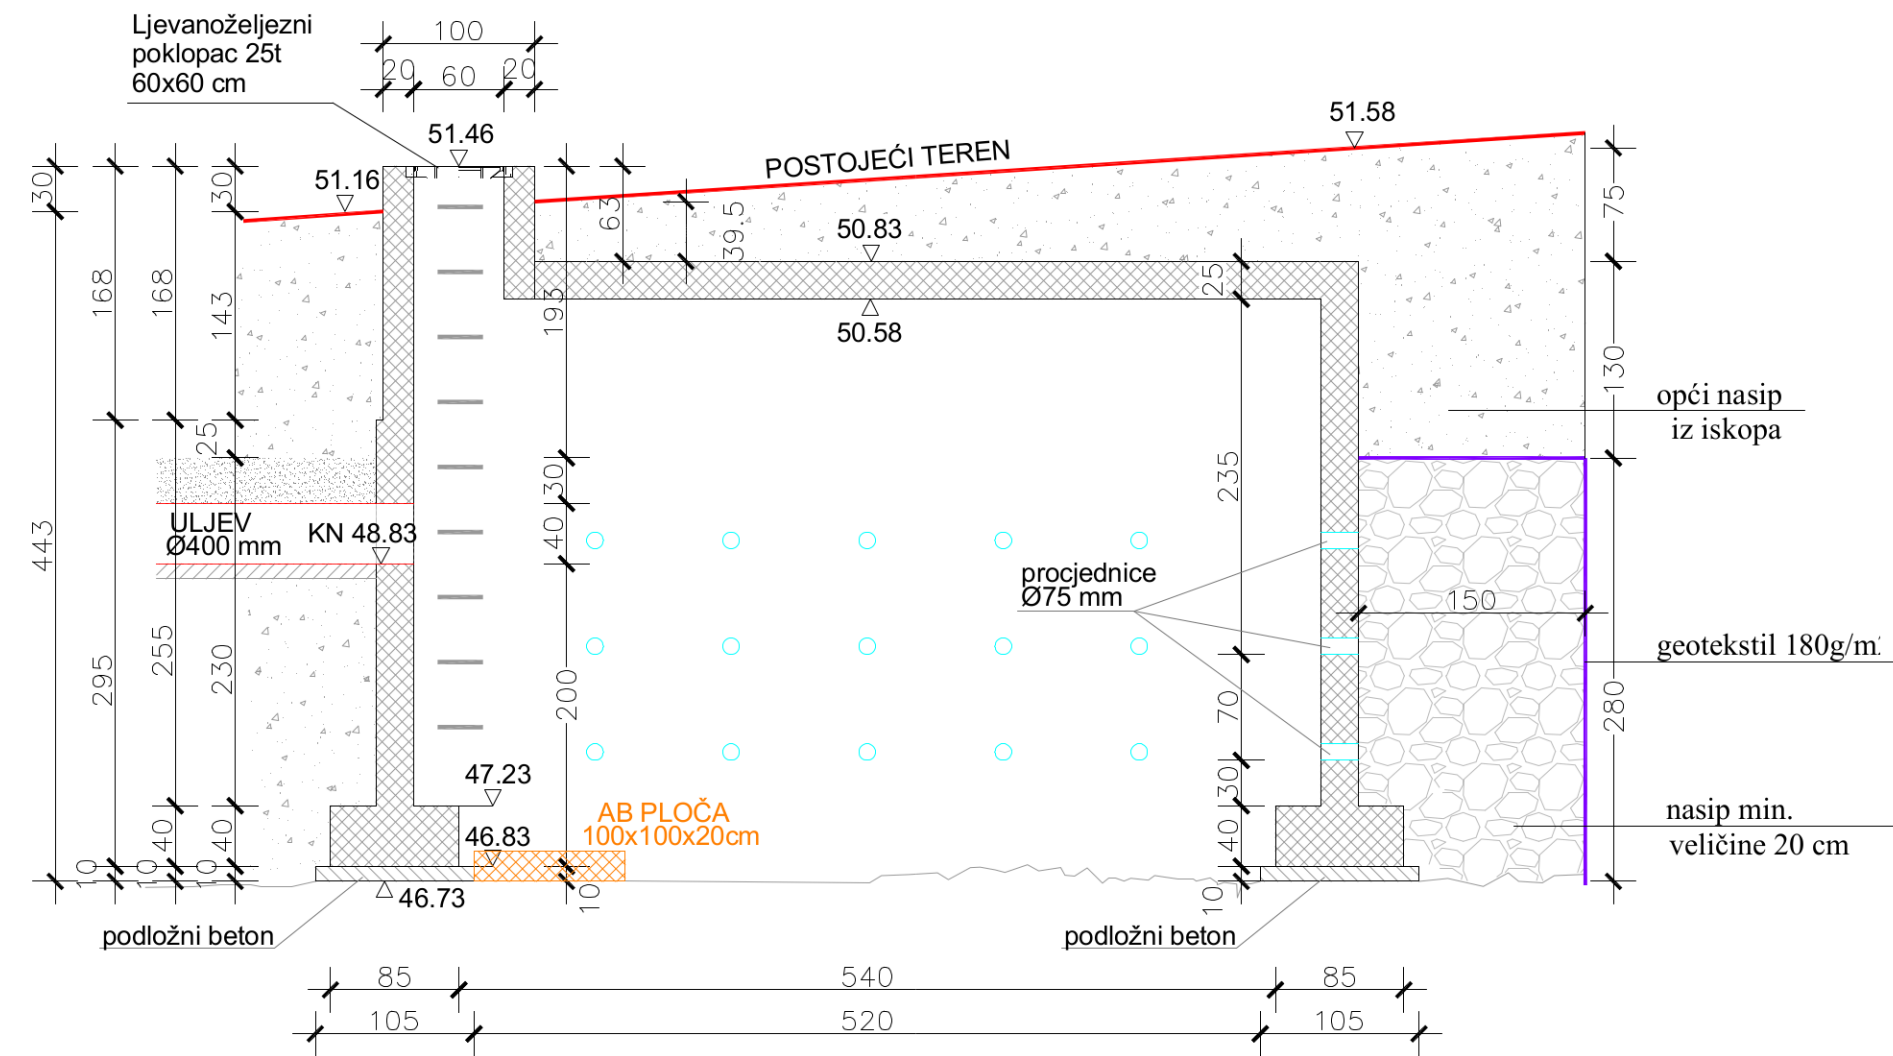 Ljevanoželjezni
poklopac 25t
60x60 cm
100
20
60
20
51.46
51.58
POSTOJEĆI TEREN
51.16
30
30
63
39.5
75
50.83
25
50.58
168
168
143
193
130
opći nasip
iz iskopa
25
30
40
235
ULJEV
Ø400 mm
KN 48.83
443
procjednice
Ø75 mm
150
geotekstil 180g/m
295
255
230
200
70
280
47.23
30
AB PLOČA
100x100x20cm
46.83
nasip min.
veličine 20 cm
40
40
40
10
10
10
10
10
46.73
podložni beton
podložni beton
85
540
85
105
520
105